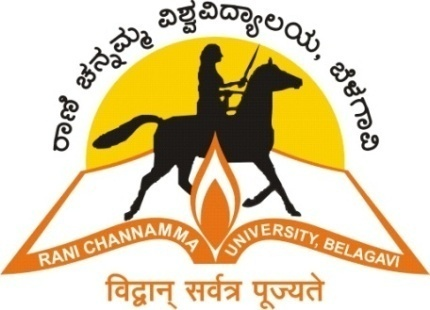 ರಾಣಿ ಚನ್ನಮ್ಮ ವಿಶ್ವವಿದ್ಯಾಲಯ, ಬೆಳಗಾವಿ
RANI CHANNAMMA UNIVERSITY, BELAGAVI
विद्वान् सर्वत्र पूज्यते